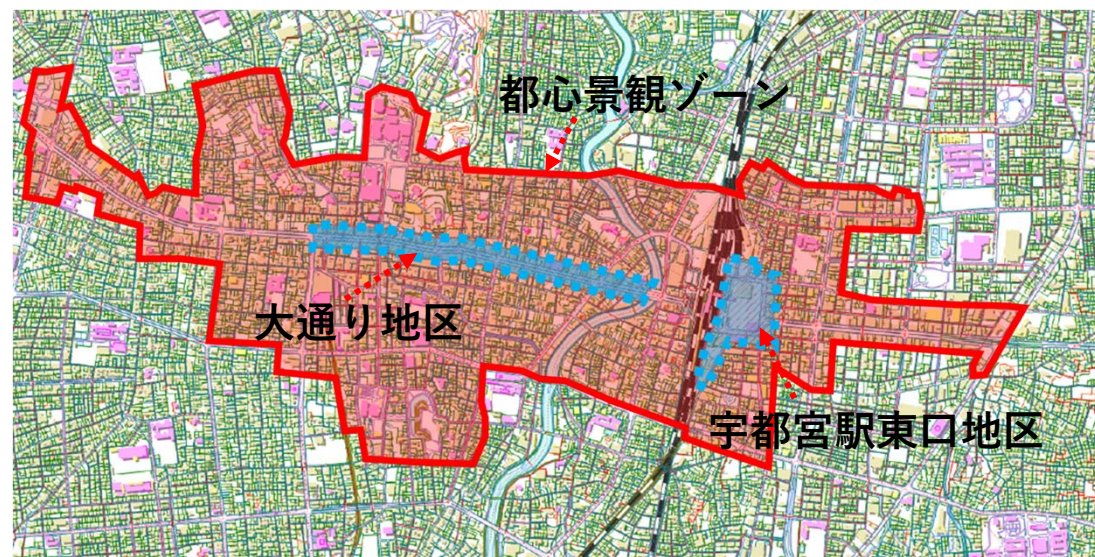 都心景観ゾーン
大通り地区
宇都宮駅東口地区